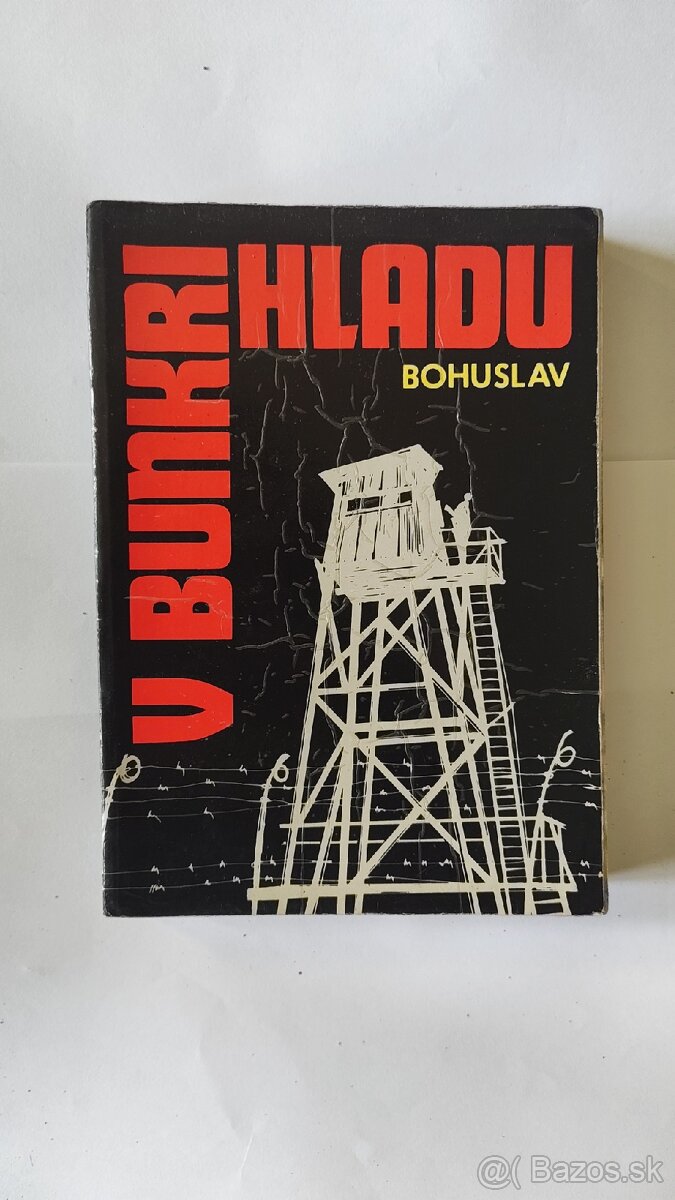 V BUNKRI
HLADU
BOHUSLAV
@( Bazos.sk